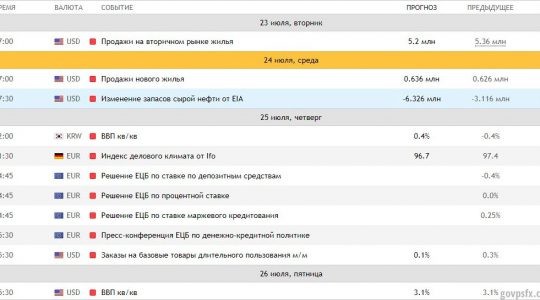 РЕМЯ ВАЛЮТА СОБЫТИЕ ПРОГНОЗ ПРЕДЫДУЩЕЕ
23 июля, вторник
7:00 USD Продажи на вторичном рынке жилья 5.2 млн 5.36 млн
24 июля, среда
7:00 USD Продажи нового жилья 0.636 млн 0.626 млн
7:30 USD Изменение запасов сырой нефти от EIA -6.326 млн -3.116 млн
25 июля, четверг
2:00 KRW ВВП кв/кв 0.4% -0.4%
1:30 EUR Индекс делового климата от Ifo 96.7 97.4
4:45 EUR Решение ЕЦБ по ставке по депозитным средствам -0.4%
4:45 EUR Решение ЕЦБ по процентной ставке 0.0%
4:45 EUR Решение ЕЦБ по ставке маржевого кредитования 0.25%
5:30 EUR Пресс-конференция ЕЦБ по денежно-кредитной политике
5:30 USD Заказы на базовые товары длительного пользования м/м 0.1% 0.3%
26 июля, пятница
5:30 USD ВВП кв/кв 3.1% 3.1%
govpsfx.c